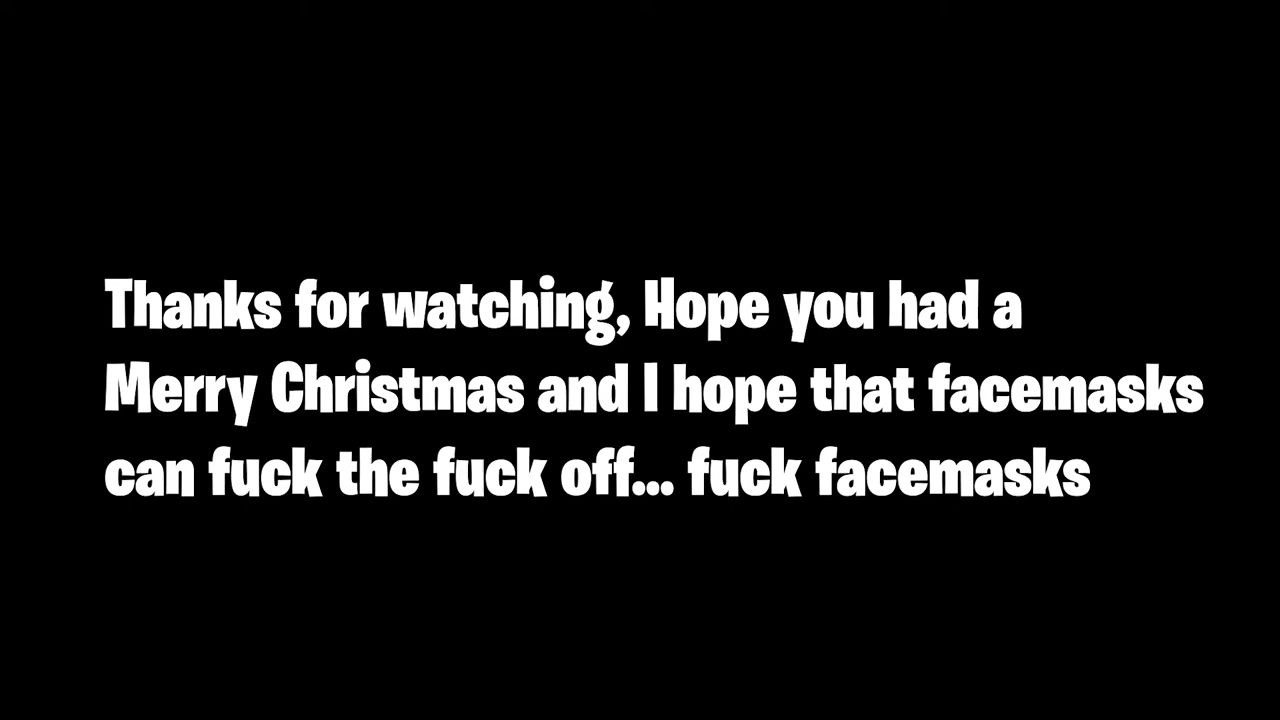 Thanks for watching, Hope you had a
Merry Christmas and I hope that facemasks
can fuck the fuck off... fuck facemasks